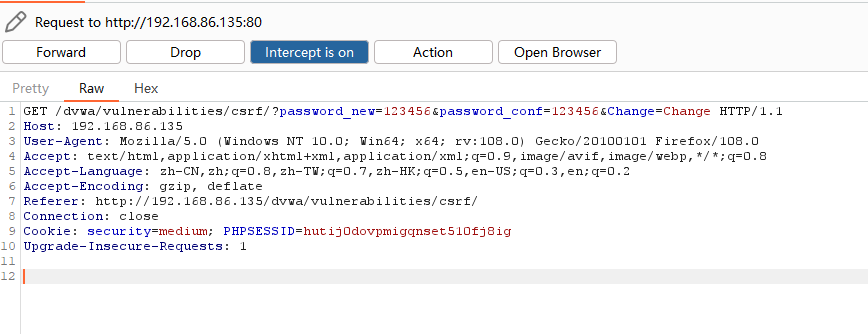 Request to http://192.168.86.135:80
Forward Drop Intercept is on Action Open Browser
Pretty Raw Hex
1 GET /dvwa/vulnerabilities/csrf/?password_new=123456&password_conf=123456&Change=Change HTTP/1.1
2 Host: 192.168.86.135
3 User-Agent: Mozilla/5.0 (Windows NT 10.0; Win64; x64; rv:108.0) Gecko/20100101 Firefox/108.0
4 Accept: text/html,application/xhtml+xml,application/xml;q=0.9,image/avif,image/webp,*/*;q=0.8
5 Accept-Language: zh-CN,zh;q=0.8,zh-TW;q=0.7,zh-HK;q=0.5,en-US;q=0.3,en;q=0.2
6 Accept-Encoding: gzip, deflate
7 Referer: http://192.168.86.135/dvwa/vulnerabilities/csrf/
8 Connection: close
9 Cookie: security=medium; PHPSESSID=hutij0dovpmigqnset510fj8ig
10 Upgrade-Insecure-Requests: 1
11
12